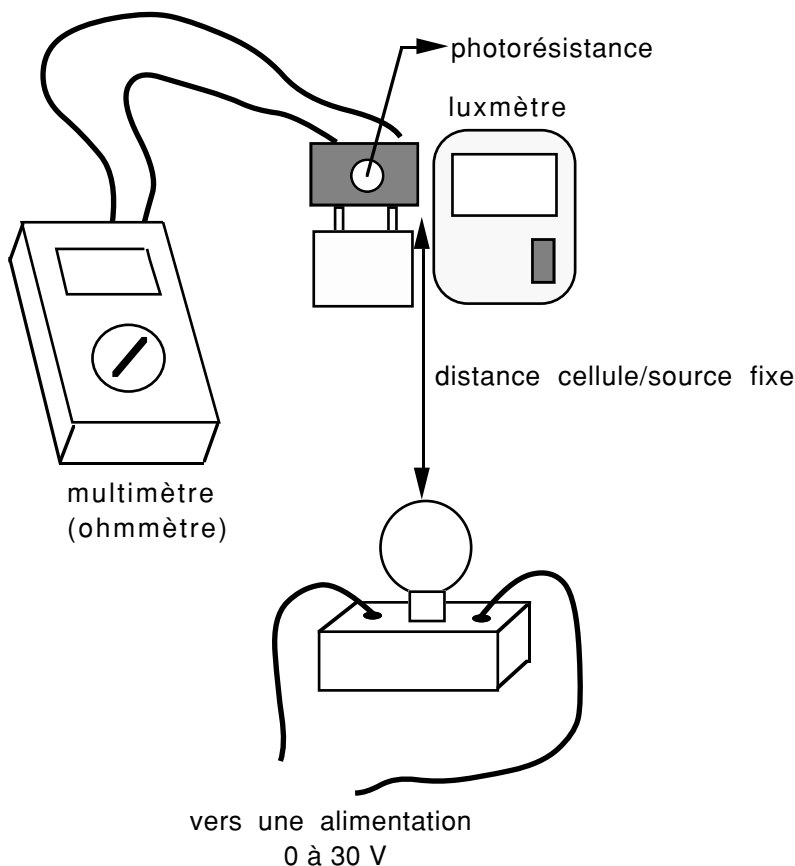 photorésistance
luxmètre
distance cellule/source fixe
multimètre
(ohmmètre)
vers une alimentation
0 à 30 V